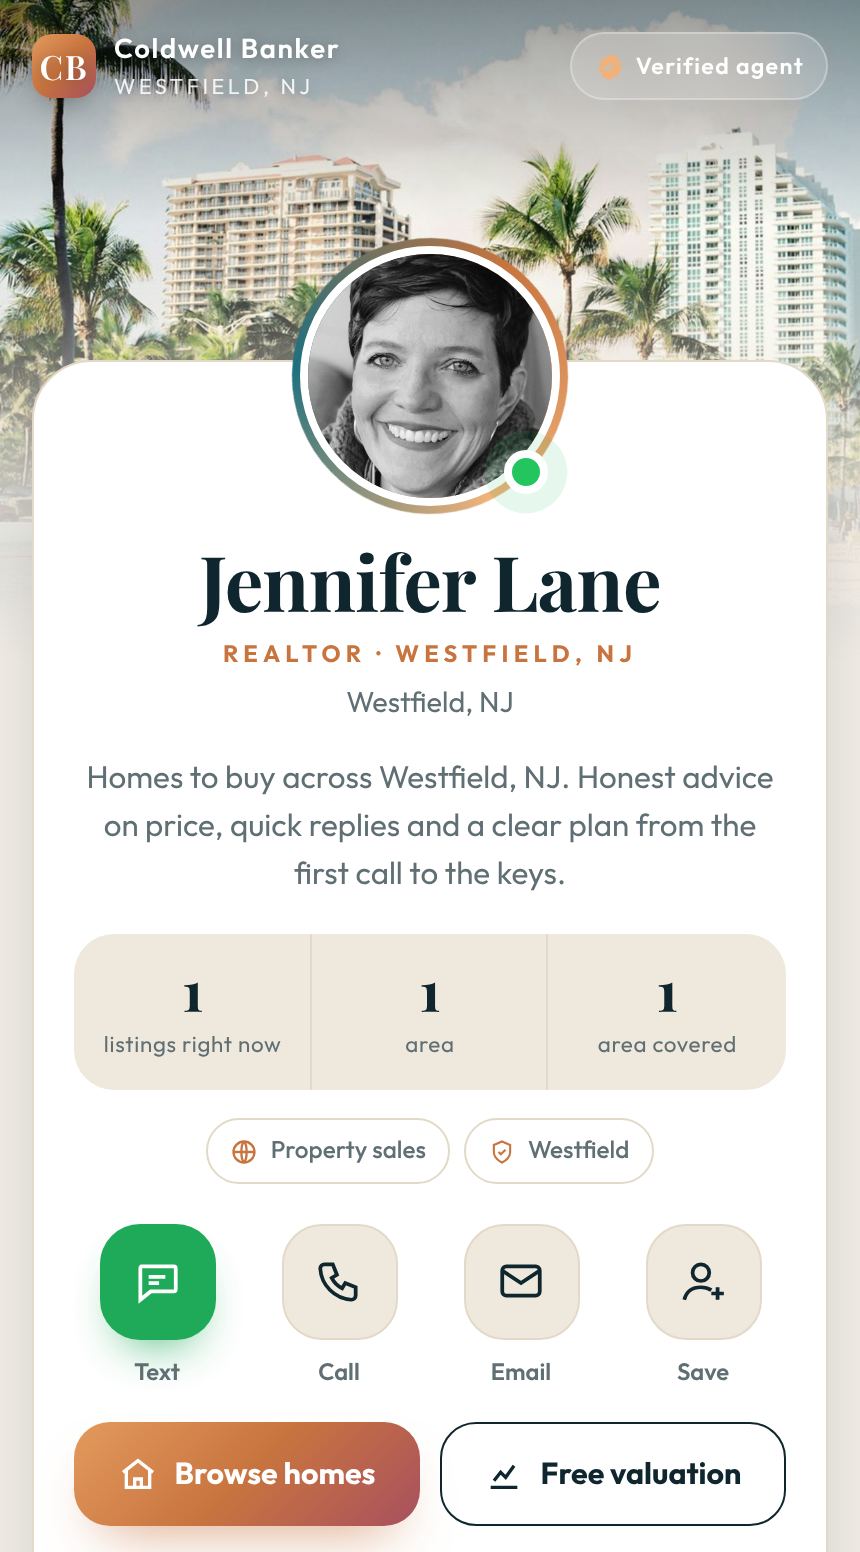 CB
Coldwell Banker
WESTFIELD, NJ
Verified agent
Jennifer Lane
REALTOR · WESTFIELD, NJ
Westfield, NJ
Homes to buy across Westfield, NJ. Honest advice
on price, quick replies and a clear plan from the
first call to the keys.
1
listings right now
1
area
1
area covered
Property sales
Westfield
Text
Call
Email
Save
Browse homes
Free valuation